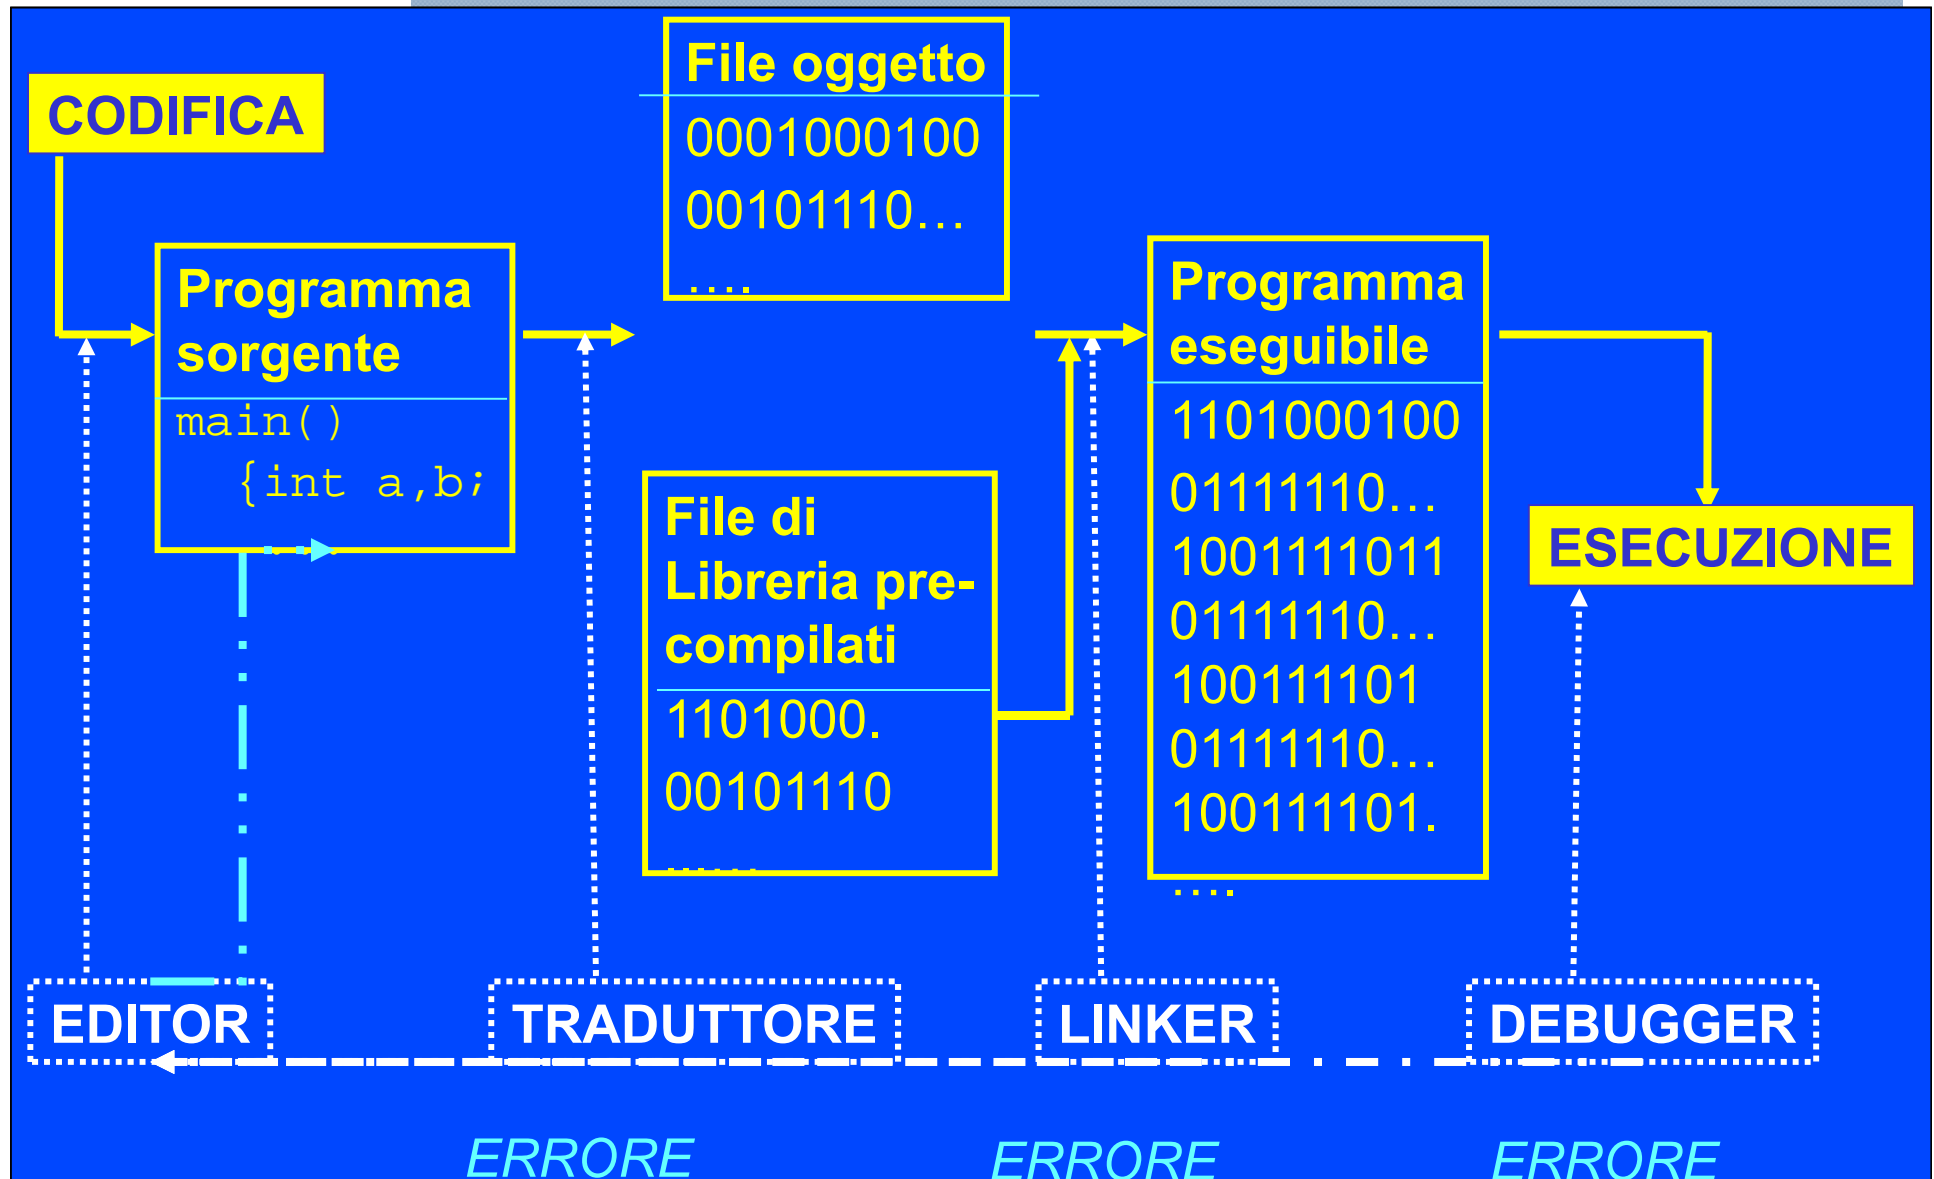 CODIFICA
Programma
sorgente
main()
{int a,b;
....
File oggetto
0001000100
00101110…
....
File di
Libreria pre-
compilati
1101000.
00101110
......
Programma
eseguibile
1101000100
01111110…
1001111011
01111110…
100111101
01111110…
100111101.
....
ESECUZIONE
EDITOR
TRADUTTORE
LINKER
DEBUGGER
ERRORE
ERRORE
ERRORE